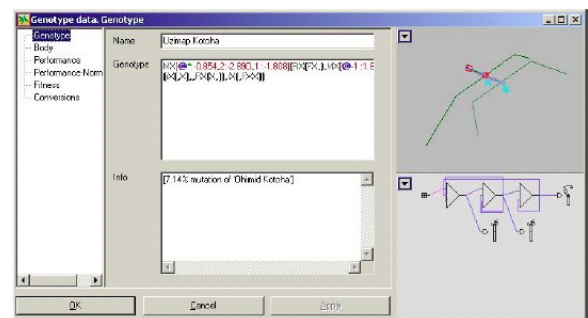 Genotype data. Genotype
Genotype
Body
Performance
Performance Norm
Fitness
Conversions
Name
Uzimap Kotoha
Genotype
Info
[7.14% mutation of 'Ohimid Kotoha']
OK
Cancel
Apply